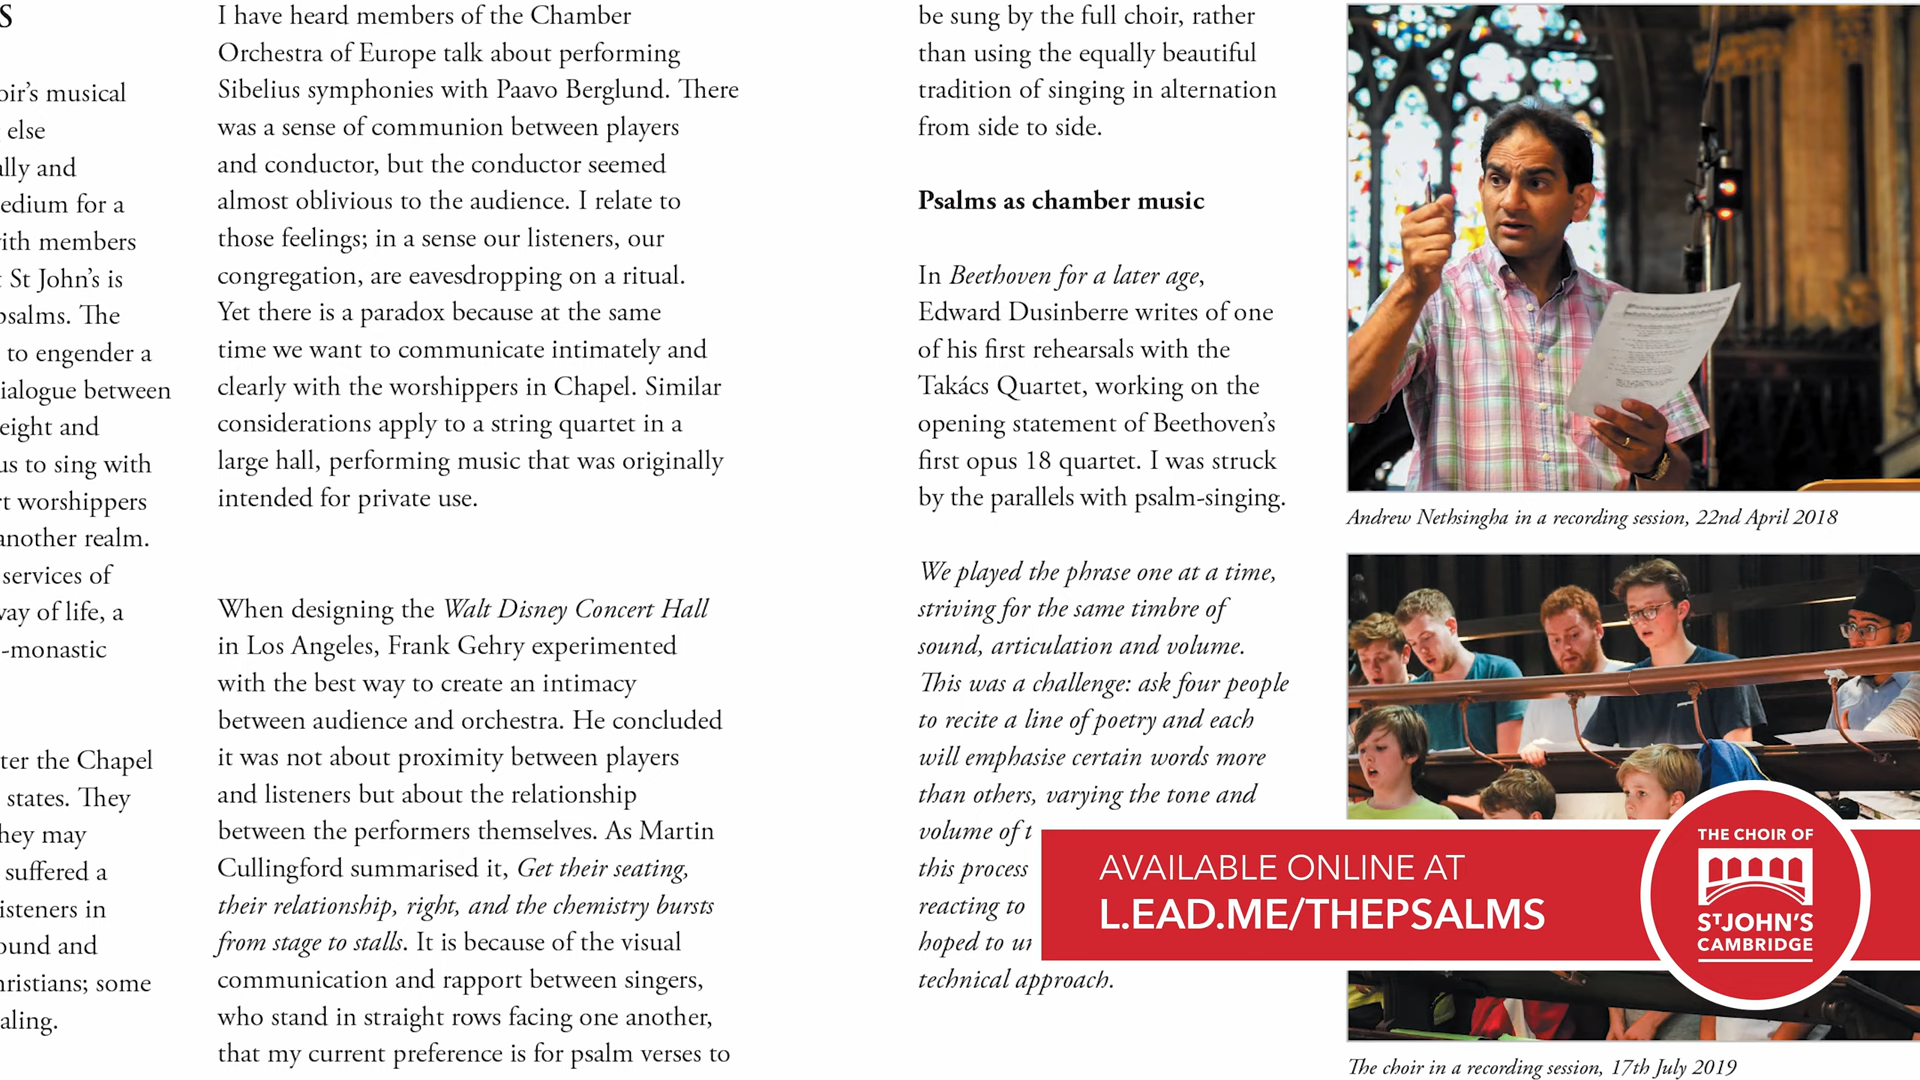 s
oir's musical
else
ally and
edium for a
ith members
t St John's is
psalms. The
to engender a
ialogue between
eight and
us to sing with
rt worshippers
another realm.
services of
vay of life, a
-monastic
ter the Chapel
states. They
hey may
suffered a
isteners in
ound and
hristians; some
aling.
I have heard members of the Chamber
Orchestra of Europe talk about performing
Sibelius symphonies with Paavo Berglund. There
was a sense of communion between players
and conductor, but the conductor seemed
almost oblivious to the audience. I relate to
those feelings; in a sense our listeners, our
congregation, are eavesdropping on a ritual.
Yet there is a paradox because at the same
time we want to communicate intimately and
clearly with the worshippers in Chapel. Similar
considerations apply to a string quartet in a
large hall, performing music that was originally
intended for private use.
When designing the Walt Disney Concert Hall
in Los Angeles, Frank Gehry experimented
with the best way to create an intimacy
between audience and orchestra. He concluded
it was not about proximity between players
and listeners but about the relationship
between the performers themselves. As Martin
Cullingford summarised it, Get their seating,
their relationship, right, and the chemistry bursts
from stage to stalls. It is because of the visual
communication and rapport between singers,
who stand in straight rows facing one another,
that my current preference is for psalm verses to
be sung by the full choir, rather
than using the equally beautiful
tradition of singing in alternation
from side to side.
Psalms as chamber music
In Beethoven for a later age,
Edward Dusinberre writes of one
of his first rehearsals with the
Takács Quartet, working on the
opening statement of Beethoven's
first opus 18 quartet. I was struck
by the parallels with psalm-singing.
We played the phrase one at a time,
striving for the same timbre of
sound, articulation and volume.
This was a challenge: ask four people
to recite a line of poetry and each
will emphasise certain words more
than others, varying the tone and
volume of t
this process
reacting to
hoped to un
technical approach.
Andrew Nethsingha in a recording session, 22nd April 2018
The choir in a recording session, 17th July 2019
AVAILABLE ONLINE AT
L.EAD.ME/THEPSALMS
THE CHOIR OF
ST JOHN'S
CAMBRIDGE